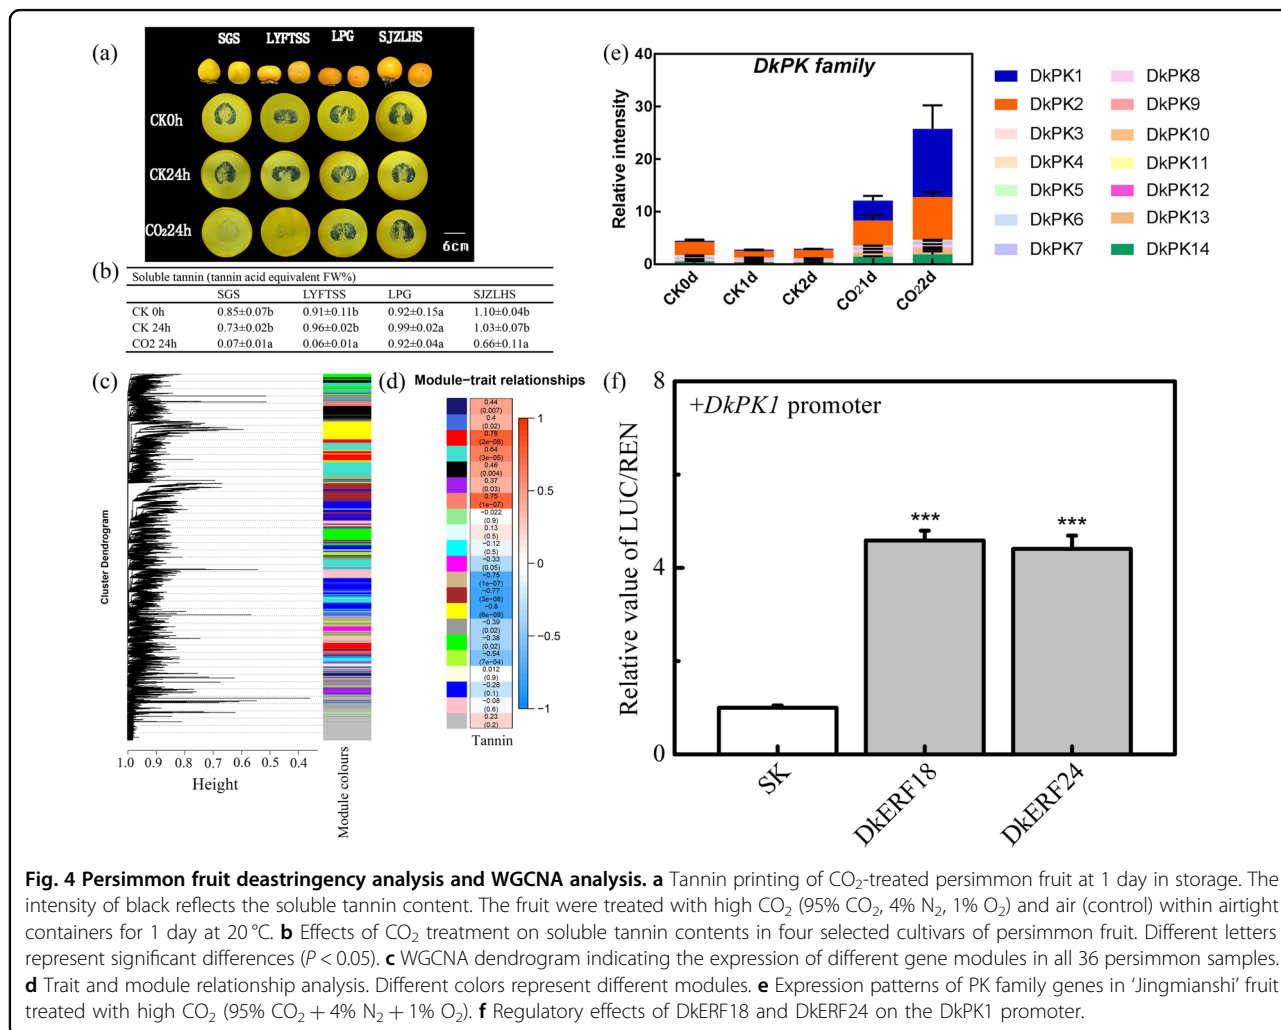 (a)
SGS LYFTSS LPG SJZLHS
CK0h
CK24h
CO₂24h
6cm
(b)
Soluble tannin (tannin acid equivalent FW%)
SGS LYFTSS LPG SJZLHS
CK 0h 0.85±0.07b 0.91±0.11b 0.92±0.15a 1.10±0.04b
CK 24h 0.73±0.02b 0.96±0.02b 0.99±0.02a 1.03±0.07b
CO2 24h 0.07±0.01a 0.06±0.01a 0.92±0.04a 0.66±0.11a
(c)
Cluster Dendrogram
1.0 0.9 0.8 0.7 0.6 0.5 0.4
Height
Module colours
(d)
Module−trait relationships
0.44
(0.007)
0.4
(0.02)
0.78
(2e−08)
0.64
(3e−05)
0.46
(0.004)
0.37
(0.03)
0.75
(1e−07)
−0.022
(0.9)
0.13
(0.5)
−0.12
(0.5)
−0.33
(0.05)
−0.75
(1e−07)
−0.77
(3e−08)
−0.8
(6e−09)
−0.39
(0.02)
−0.38
(0.02)
−0.54
(7e−04)
0.012
(0.9)
−0.28
(0.1)
−0.08
(0.6)
0.23
(0.2)
Tannin
1
0.5
0
−0.5
−1
(e)
DkPK family
Relative intensity
40
30
20
10
0
CK0d CK1d CK2d CO₂1d CO₂2d
DkPK1 DkPK8
DkPK2 DkPK9
DkPK3 DkPK10
DkPK4 DkPK11
DkPK5 DkPK12
DkPK6 DkPK13
DkPK7 DkPK14
(f)
+DkPK1 promoter
Relative value of LUC/REN
8
4
0
*** ***
SK DkERF18 DkERF24
Fig. 4 Persimmon fruit deastringency analysis and WGCNA analysis. a Tannin printing of CO₂-treated persimmon fruit at 1 day in storage. The
intensity of black reflects the soluble tannin content. The fruit were treated with high CO₂ (95% CO₂, 4% N₂, 1% O₂) and air (control) within airtight
containers for 1 day at 20 °C. b Effects of CO₂ treatment on soluble tannin contents in four selected cultivars of persimmon fruit. Different letters
represent significant differences (P < 0.05). c WGCNA dendrogram indicating the expression of different gene modules in all 36 persimmon samples.
d Trait and module relationship analysis. Different colors represent different modules. e Expression patterns of PK family genes in ‘Jingmianshi’ fruit
treated with high CO₂ (95% CO₂ + 4% N₂ + 1% O₂). f Regulatory effects of DkERF18 and DkERF24 on the DkPK1 promoter.